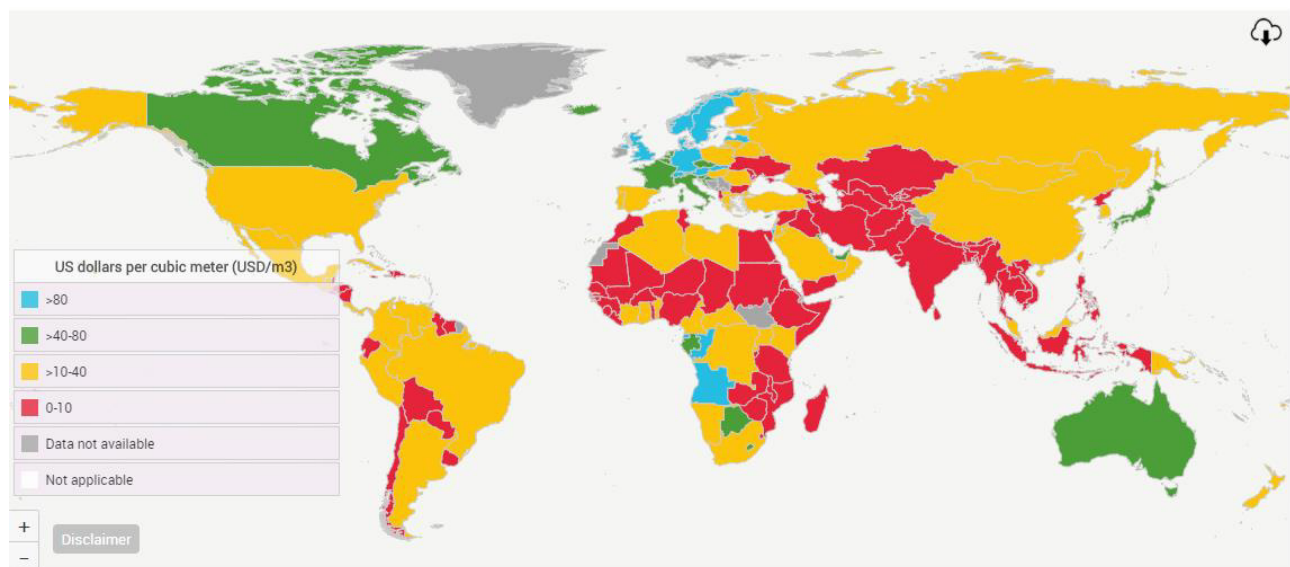 US dollars per cubic meter (USD/m3)
>80
>40-80
>10-40
0-10
Data not available
Not applicable
+
Disclaimer
−